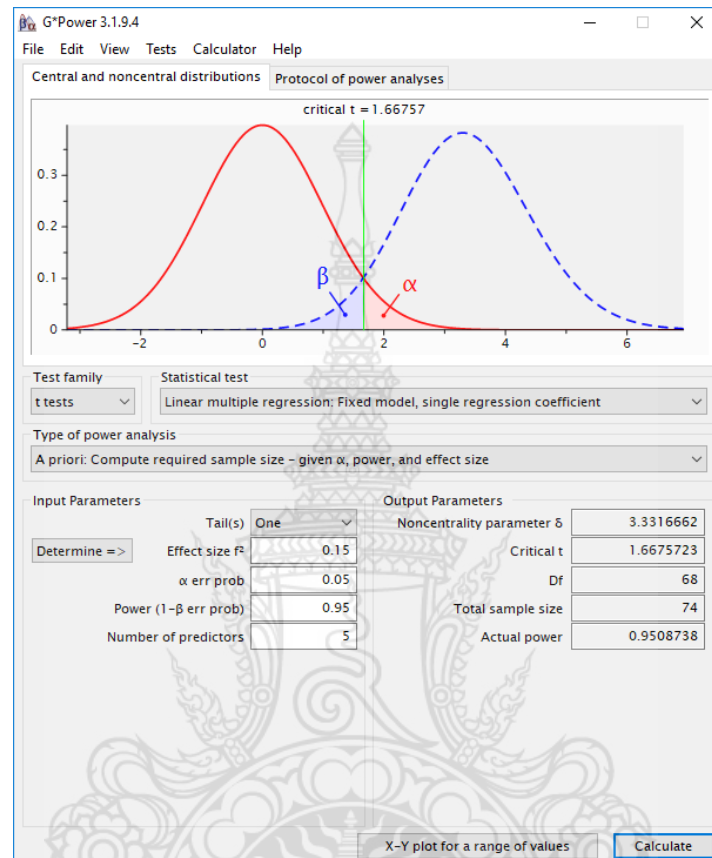 G*Power 3.1.9.4
File Edit View Tests Calculator Help
Central and noncentral distributions Protocol of power analyses
critical t = 1.66757
0.3
0.2
0.1
0
β α
-2 0 2 4 6
Test family Statistical test
t tests Linear multiple regression: Fixed model, single regression coefficient
Type of power analysis
A priori: Compute required sample size - given α, power, and effect size
Input Parameters Output Parameters
Tail(s) One Noncentrality parameter δ 3.3316662
Determine => Effect size f² 0.15 Critical t 1.6675723
α err prob 0.05 Df 68
Power (1-β err prob) 0.95 Total sample size 74
Number of predictors 5 Actual power 0.9508738
X-Y plot for a range of values Calculate